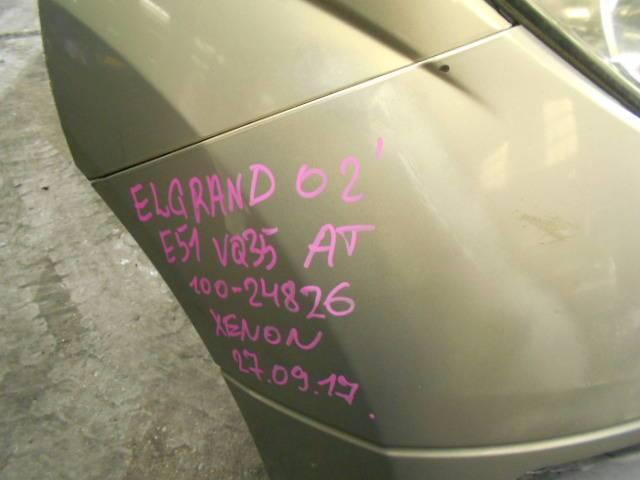 ELGRAND 02'
E51 VQ35 AT
100-24826
XENON
27.09.17.